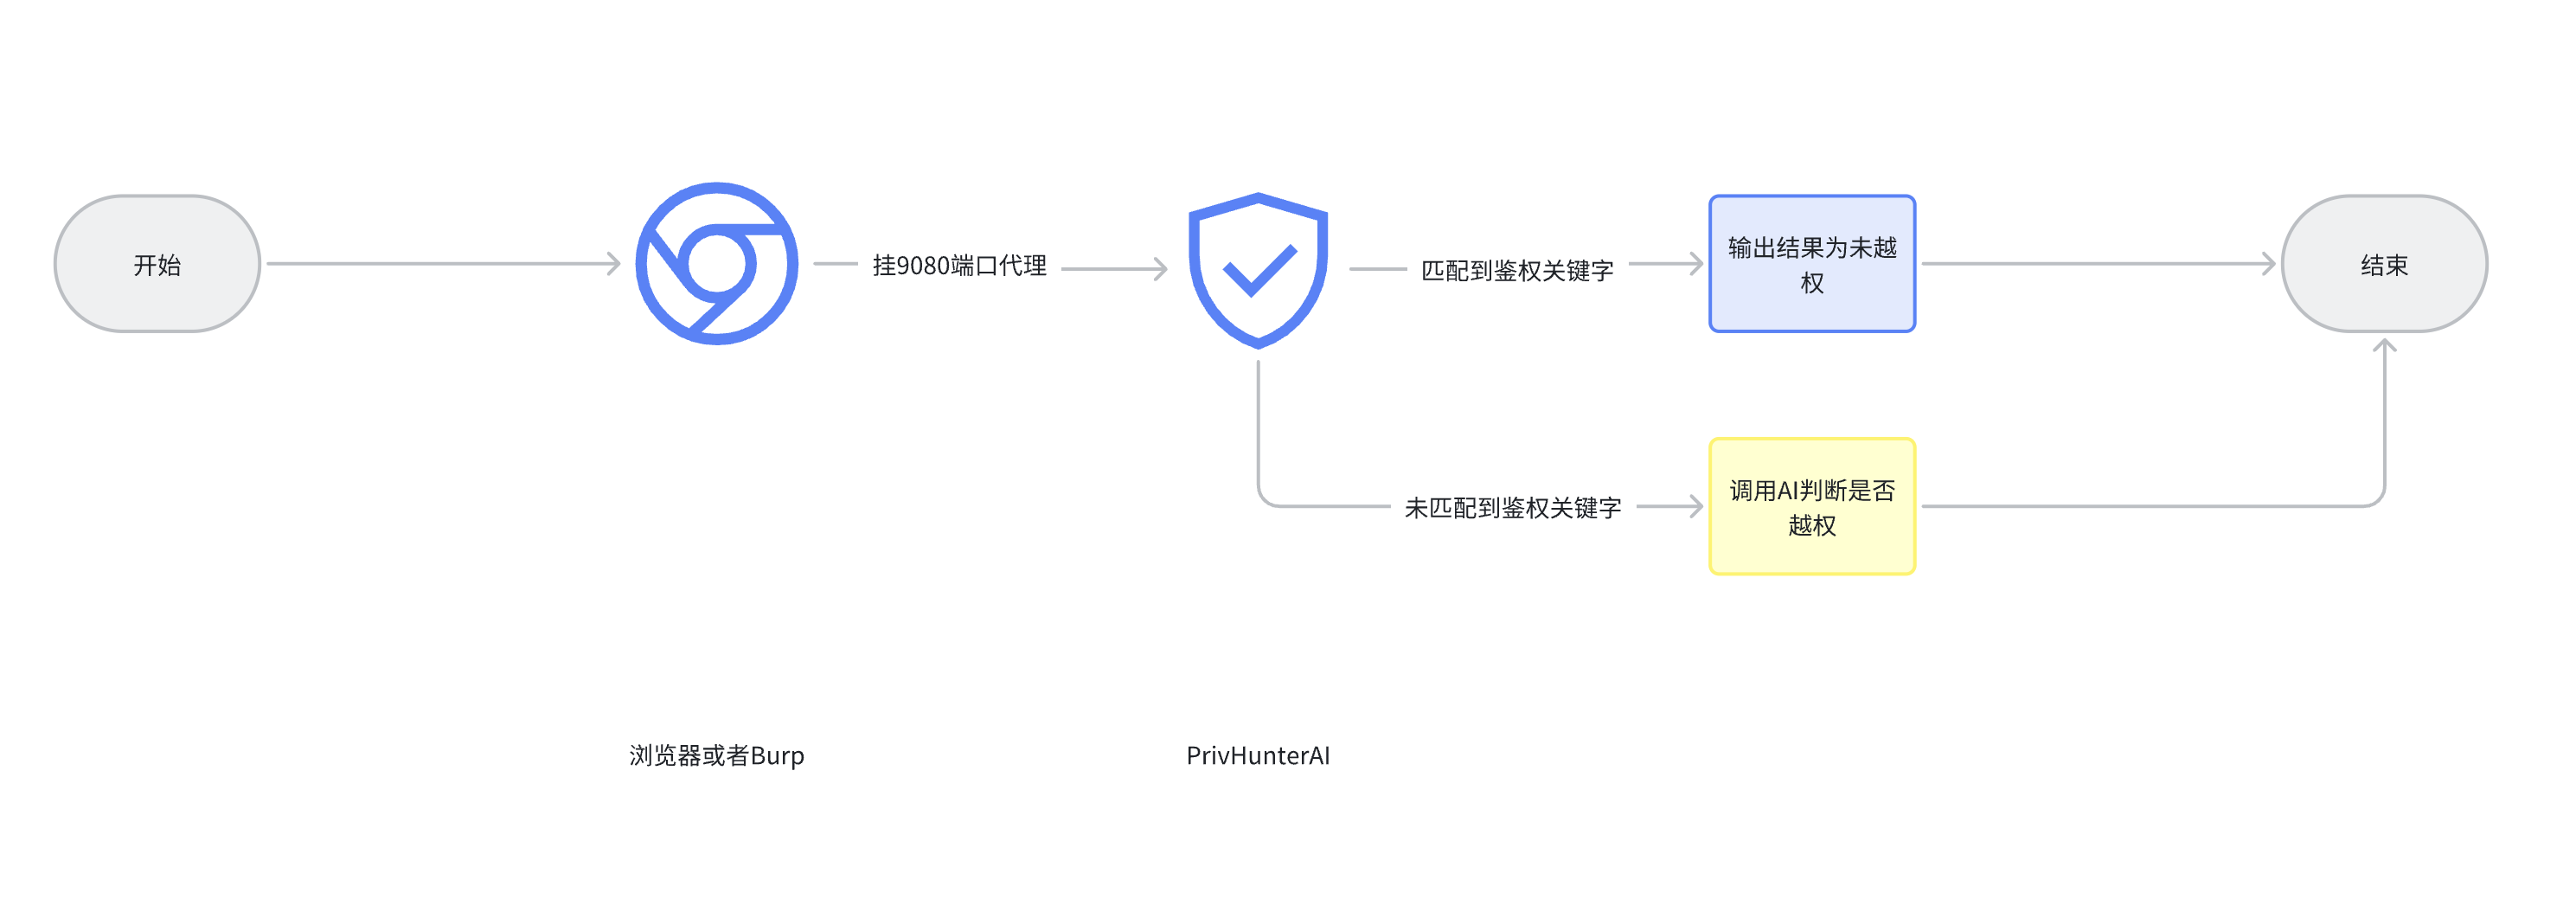 开始
挂9080端口代理
匹配到鉴权关键字
输出结果为未越
权
结束
未匹配到鉴权关键字
调用AI判断是否
越权
浏览器或者Burp
PrivHunterAI